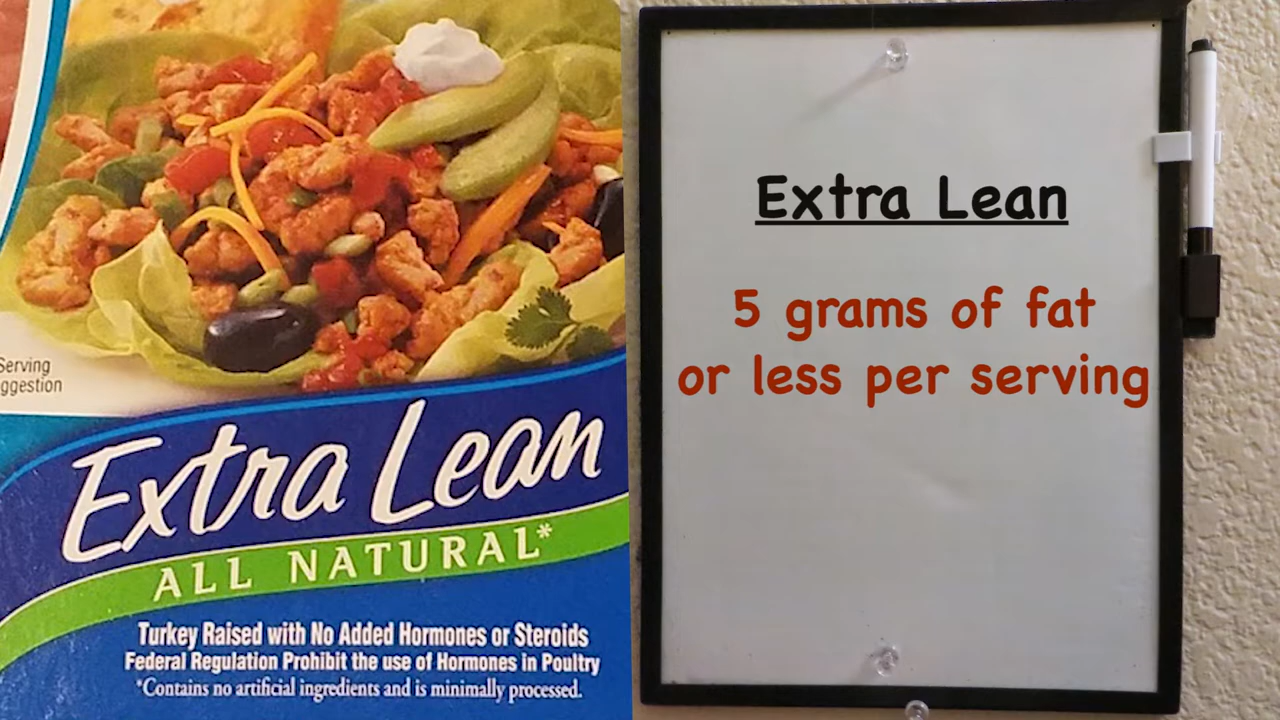 Serving
ggestion
Extra Lean
ALL NATURAL*
Turkey Raised with No Added Hormones or Steroids
Federal Regulation Prohibit the use of Hormones in Poultry
*Contains no artificial ingredients and is minimally processed.
Extra Lean
5 grams of fat
or less per serving